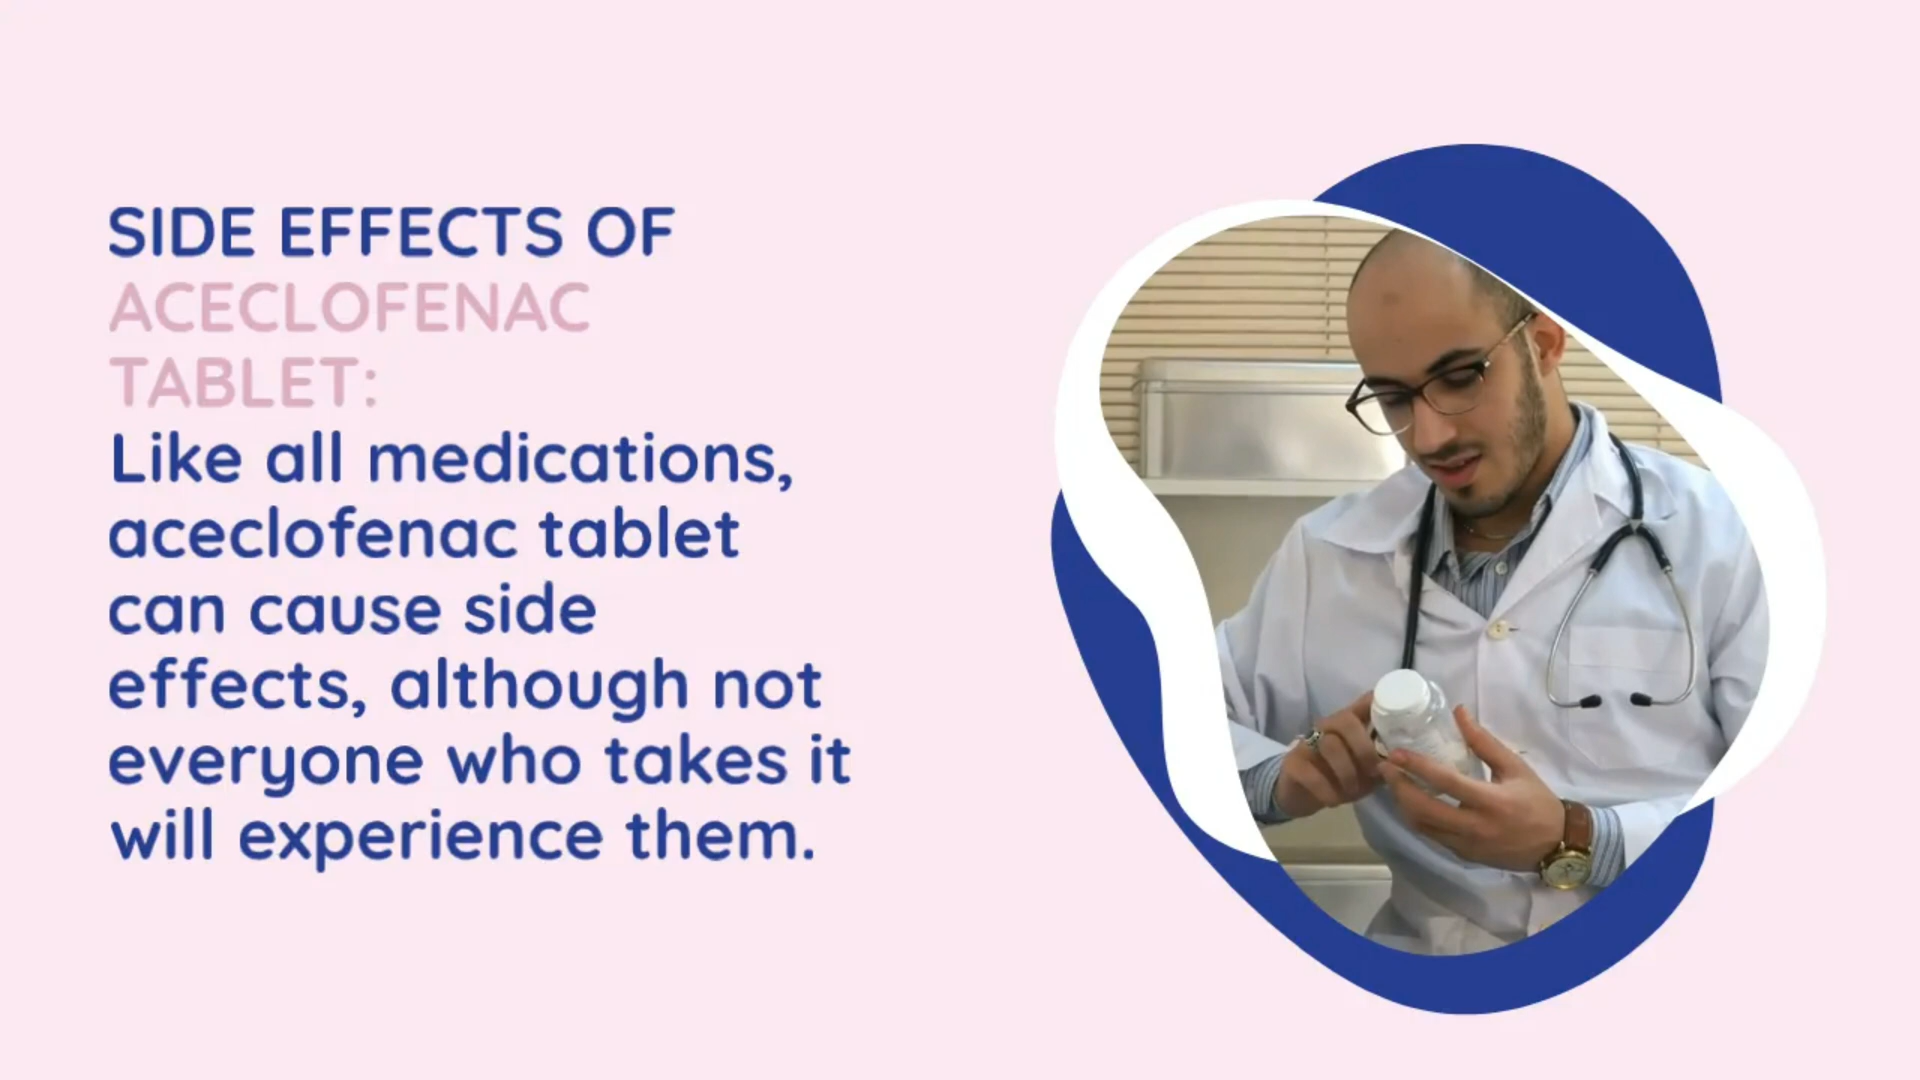 SIDE EFFECTS OF
ACECLOFENAC
TABLET:
Like all medications,
aceclofenac tablet
can cause side
effects, although not
everyone who takes it
will experience them.